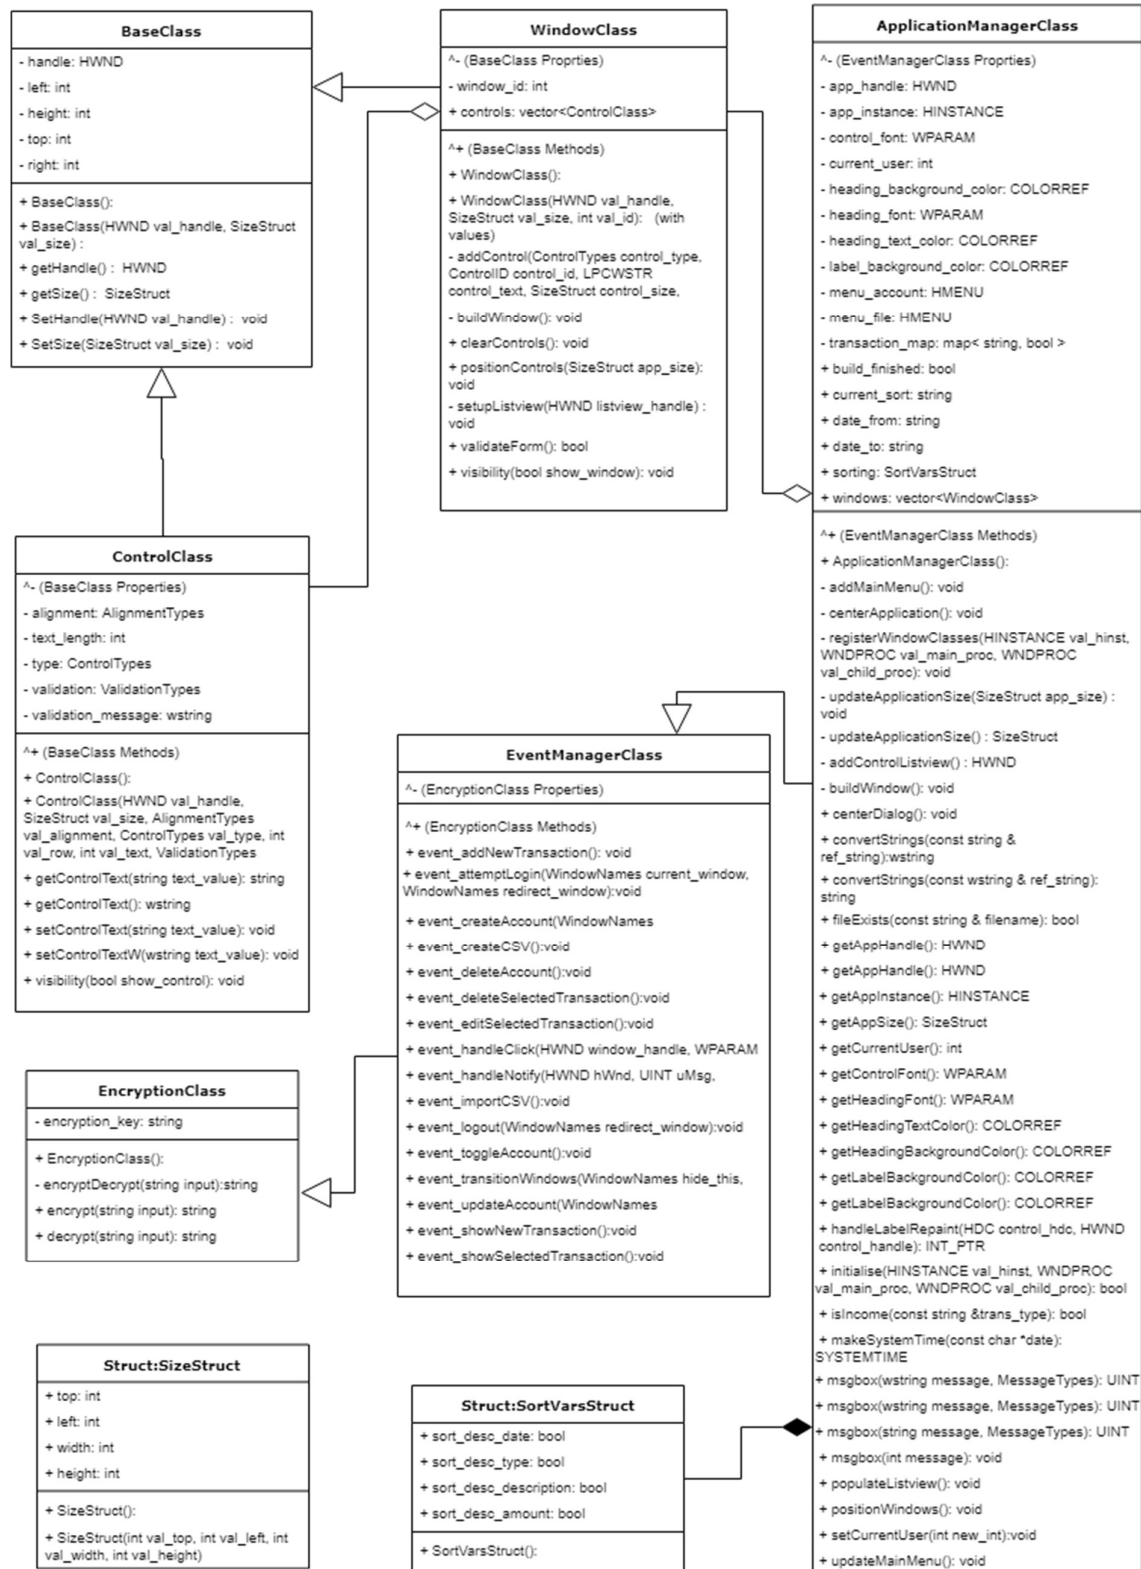 BaseClass
- handle: HWND
- left: int
- height: int
- top: int
- right: int
+ BaseClass():
+ BaseClass(HWND val_handle, SizeStruct
val_size) :
+ getHandle() : HWND
+ getSize() : SizeStruct
+ SetHandle(HWND val_handle) : void
+ SetSize(SizeStruct val_size) : void
WindowClass
^- (BaseClass Proprties)
- window_id: int
+ controls: vector<ControlClass>
^+ (BaseClass Methods)
+ WindowClass():
+ WindowClass(HWND val_handle,
SizeStruct val_size, int val_id): (with
values)
- addControl(ControlTypes control_type,
ControlID control_id, LPCWSTR
control_text, SizeStruct control_size,
- buildWindow(): void
+ clearControls(): void
+ positionControls(SizeStruct app_size):
void
- setupListview(HWND listview_handle) :
void
+ validateForm(): bool
+ visibility(bool show_window): void
ApplicationManagerClass
^- (EventManagerClass Proprties)
- app_handle: HWND
- app_instance: HINSTANCE
- control_font: WPARAM
- current_user: int
- heading_background_color: COLORREF
- heading_font: WPARAM
- heading_text_color: COLORREF
- label_background_color: COLORREF
- menu_account: HMENU
- menu_file: HMENU
- transaction_map: map< string, bool >
+ build_finished: bool
+ current_sort: string
+ date_from: string
+ date_to: string
+ sorting: SortVarsStruct
+ windows: vector<WindowClass>
^+ (EventManagerClass Methods)
+ ApplicationManagerClass():
- addMainMenu(): void
- centerApplication(): void
- registerWindowClasses(HINSTANCE val_hinst,
WNDPROC val_main_proc, WNDPROC
val_child_proc): void
- updateApplicationSize(SizeStruct app_size) :
void
- updateApplicationSize() : SizeStruct
- addControlListview() : HWND
- buildWindow(): void
+ centerDialog(): void
+ convertStrings(const string &
ref_string):wstring
+ convertStrings(const wstring & ref_string):
string
+ fileExists(const string & filename): bool
+ getAppHandle(): HWND
+ getAppHandle(): HWND
+ getAppInstance(): HINSTANCE
+ getAppSize(): SizeStruct
+ getCurrentUser(): int
+ getControlFont(): WPARAM
+ getHeadingFont(): WPARAM
+ getHeadingTextColor(): COLORREF
+ getHeadingBackgroundColor(): COLORREF
+ getLabelBackgroundColor(): COLORREF
+ getLabelBackgroundColor(): COLORREF
+ handleLabelRepaint(HDC control_hdc, HWND
control_handle): INT_PTR
+ initialise(HINSTANCE val_hinst, WNDPROC
val_main_proc, WNDPROC val_child_proc): bool
+ isIncome(const string &trans_type): bool
+ makeSystemTime(const char *date):
SYSTEMTIME
+ msgbox(wstring message, MessageTypes): UINT
+ msgbox(wstring message, MessageTypes): UINT
+ msgbox(string message, MessageTypes): UINT
+ msgbox(int message): void
+ populateListview(): void
+ positionWindows(): void
+ setCurrentUser(int new_int):void
+ updateMainMenu(): void
ControlClass
^- (BaseClass Properties)
- alignment: AlignmentTypes
- text_length: int
- type: ControlTypes
- validation: ValidationTypes
- validation_message: wstring
^+ (BaseClass Methods)
+ ControlClass():
+ ControlClass(HWND val_handle,
SizeStruct val_size, AlignmentTypes
val_alignment, ControlTypes val_type, int
val_row, int val_text, ValidationTypes
+ getControlText(string text_value): string
+ getControlText(): wstring
+ setControlText(string text_value): void
+ setControlTextW(wstring text_value): void
+ visibility(bool show_control): void
EventManagerClass
^- (EncryptionClass Properties)
^+ (EncryptionClass Methods)
+ event_addNewTransaction(): void
+ event_attemptLogin(WindowNames current_window,
WindowNames redirect_window):void
+ event_createAccount(WindowNames
+ event_createCSV():void
+ event_deleteAccount():void
+ event_deleteSelectedTransaction():void
+ event_editSelectedTransaction():void
+ event_handleClick(HWND window_handle, WPARAM
+ event_handleNotify(HWND hWnd, UINT uMsg,
+ event_importCSV():void
+ event_logout(WindowNames redirect_window):void
+ event_toggleAccount():void
+ event_transitionWindows(WindowNames hide_this,
+ event_updateAccount(WindowNames
+ event_showNewTransaction():void
+ event_showSelectedTransaction():void
EncryptionClass
- encryption_key: string
+ EncryptionClass():
- encryptDecrypt(string input):string
+ encrypt(string input): string
+ decrypt(string input): string
Struct:SizeStruct
+ top: int
+ left: int
+ width: int
+ height: int
+ SizeStruct():
+ SizeStruct(int val_top, int val_left, int
val_width, int val_height)
Struct:SortVarsStruct
+ sort_desc_date: bool
+ sort_desc_type: bool
+ sort_desc_description: bool
+ sort_desc_amount: bool
+ SortVarsStruct():